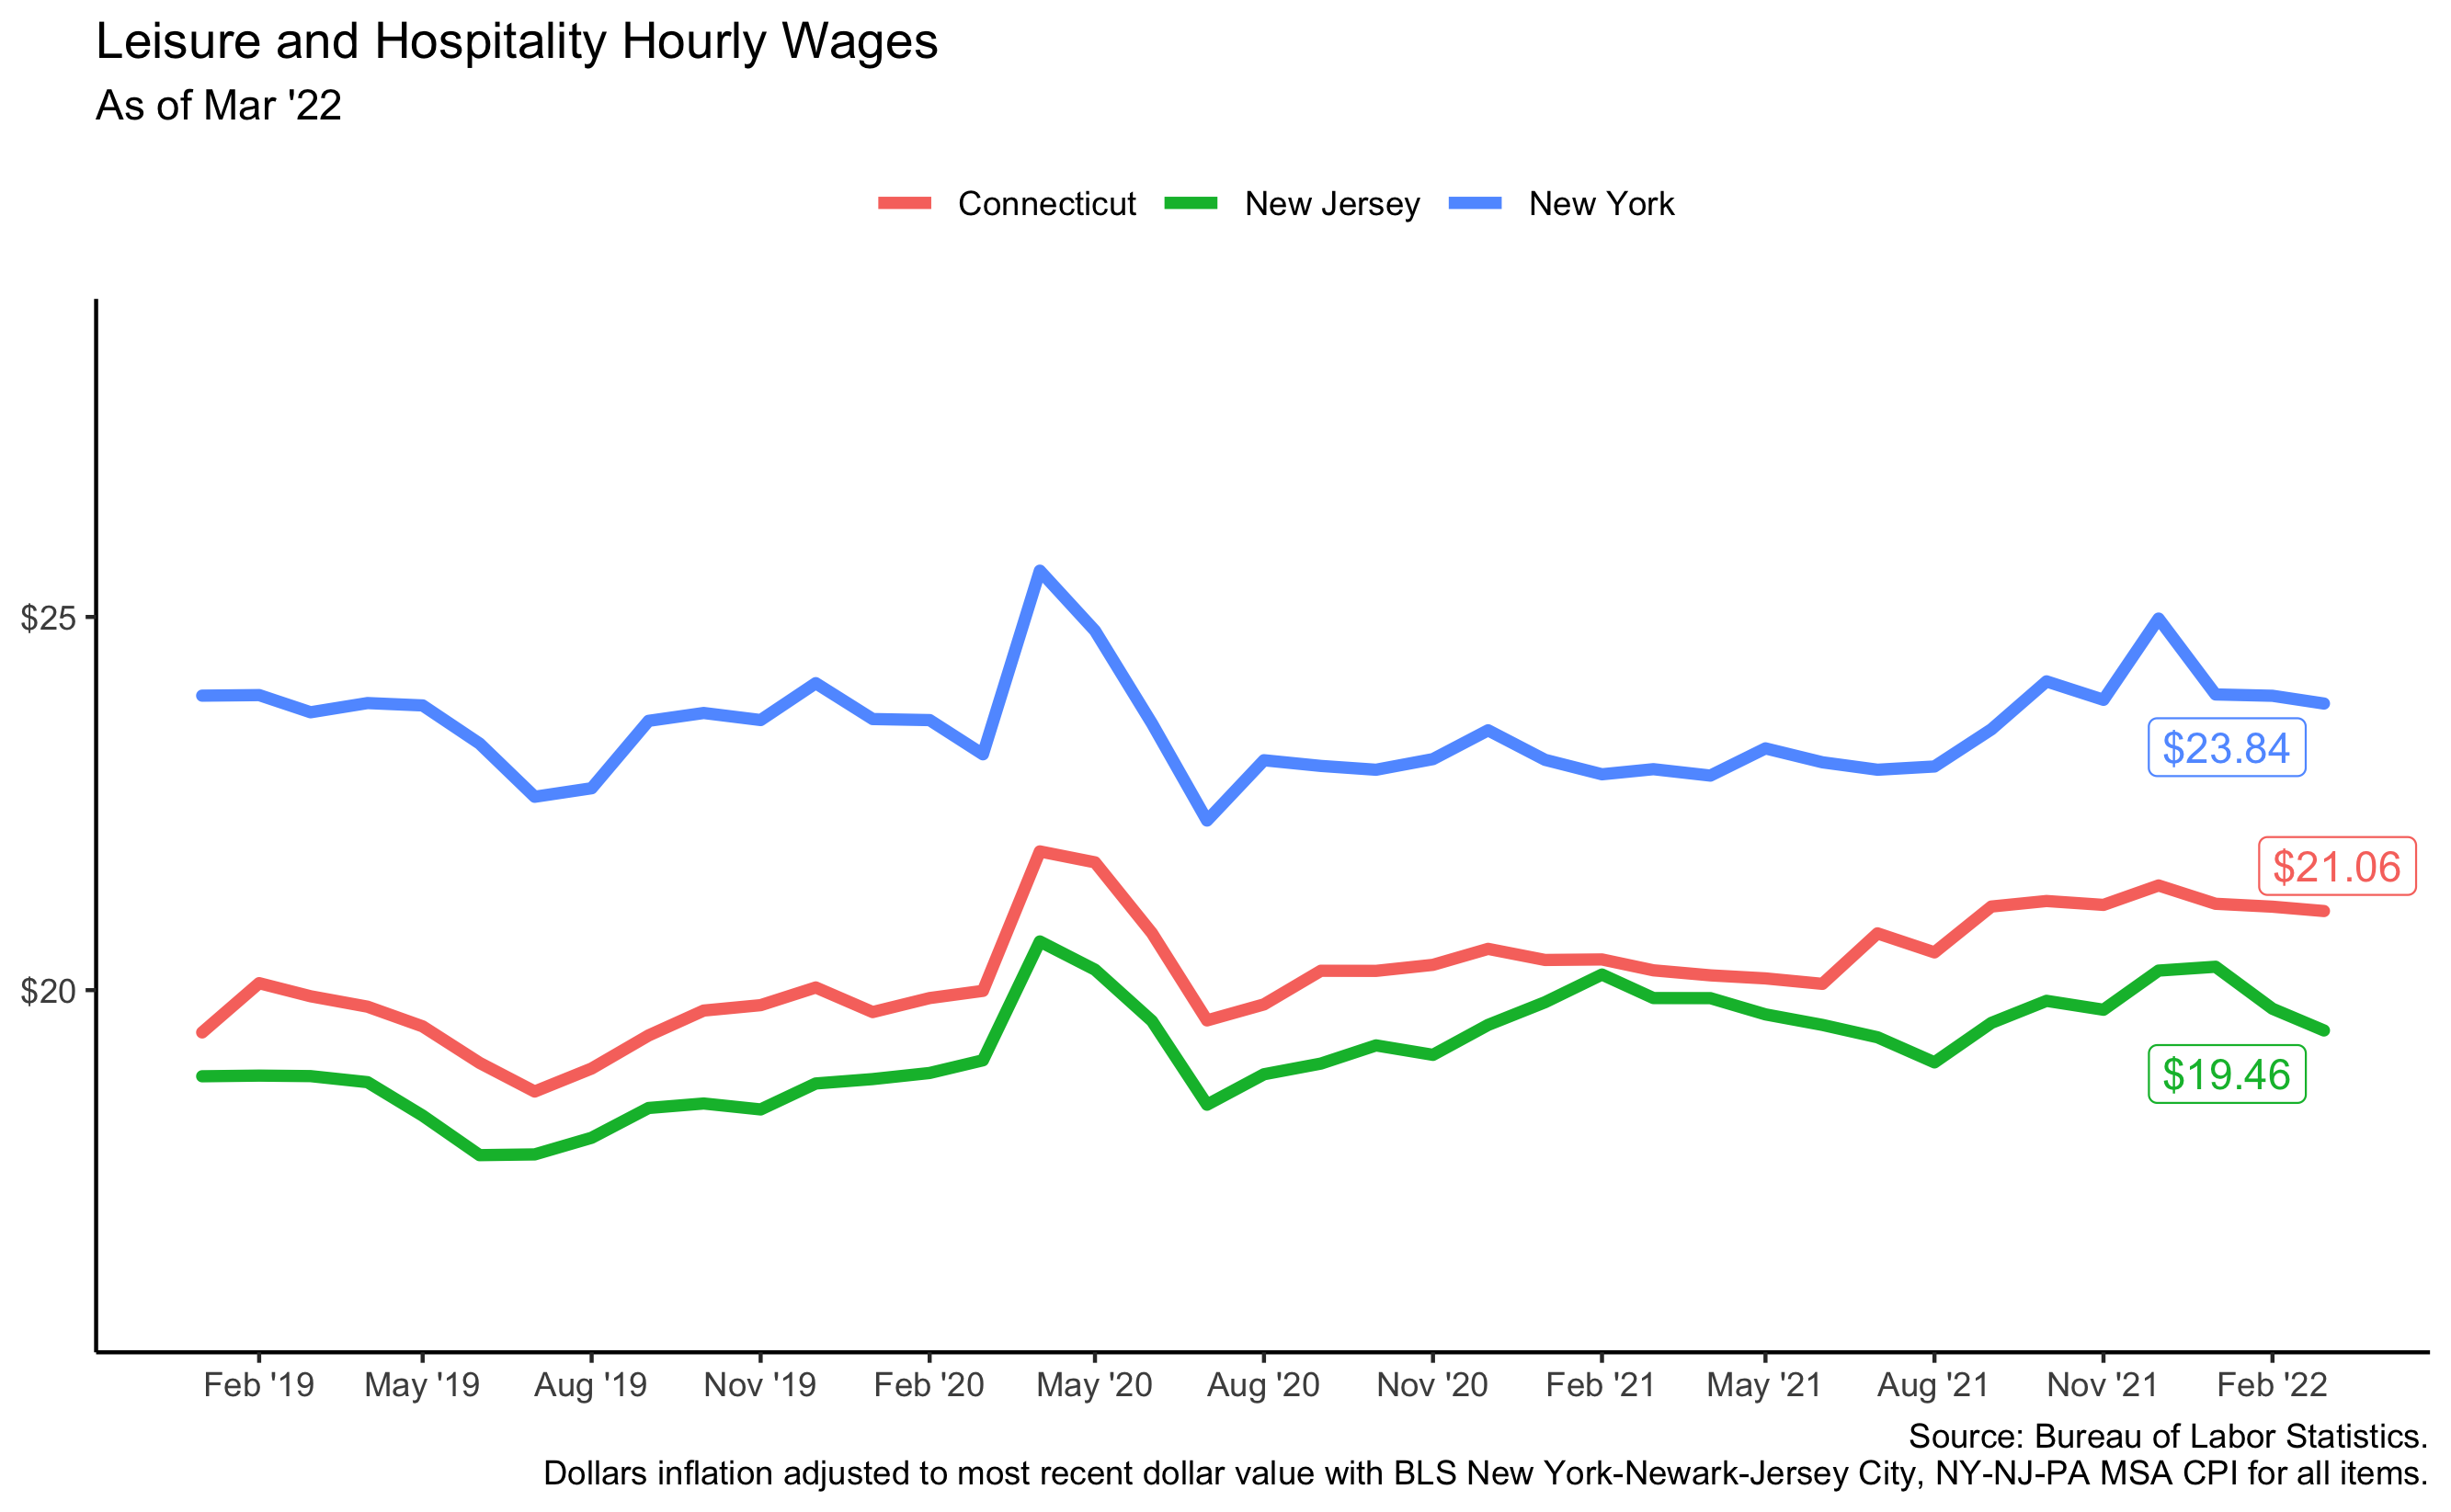 Leisure and Hospitality Hourly Wages
As of Mar '22
Connecticut New Jersey New York
$25
$20
$23.84
$21.06
$19.46
Feb '19 May '19 Aug '19 Nov '19 Feb '20 May '20 Aug '20 Nov '20 Feb '21 May '21 Aug '21 Nov '21 Feb '22
Source: Bureau of Labor Statistics.
Dollars inflation adjusted to most recent dollar value with BLS New York-Newark-Jersey City, NY-NJ-PA MSA CPI for all items.